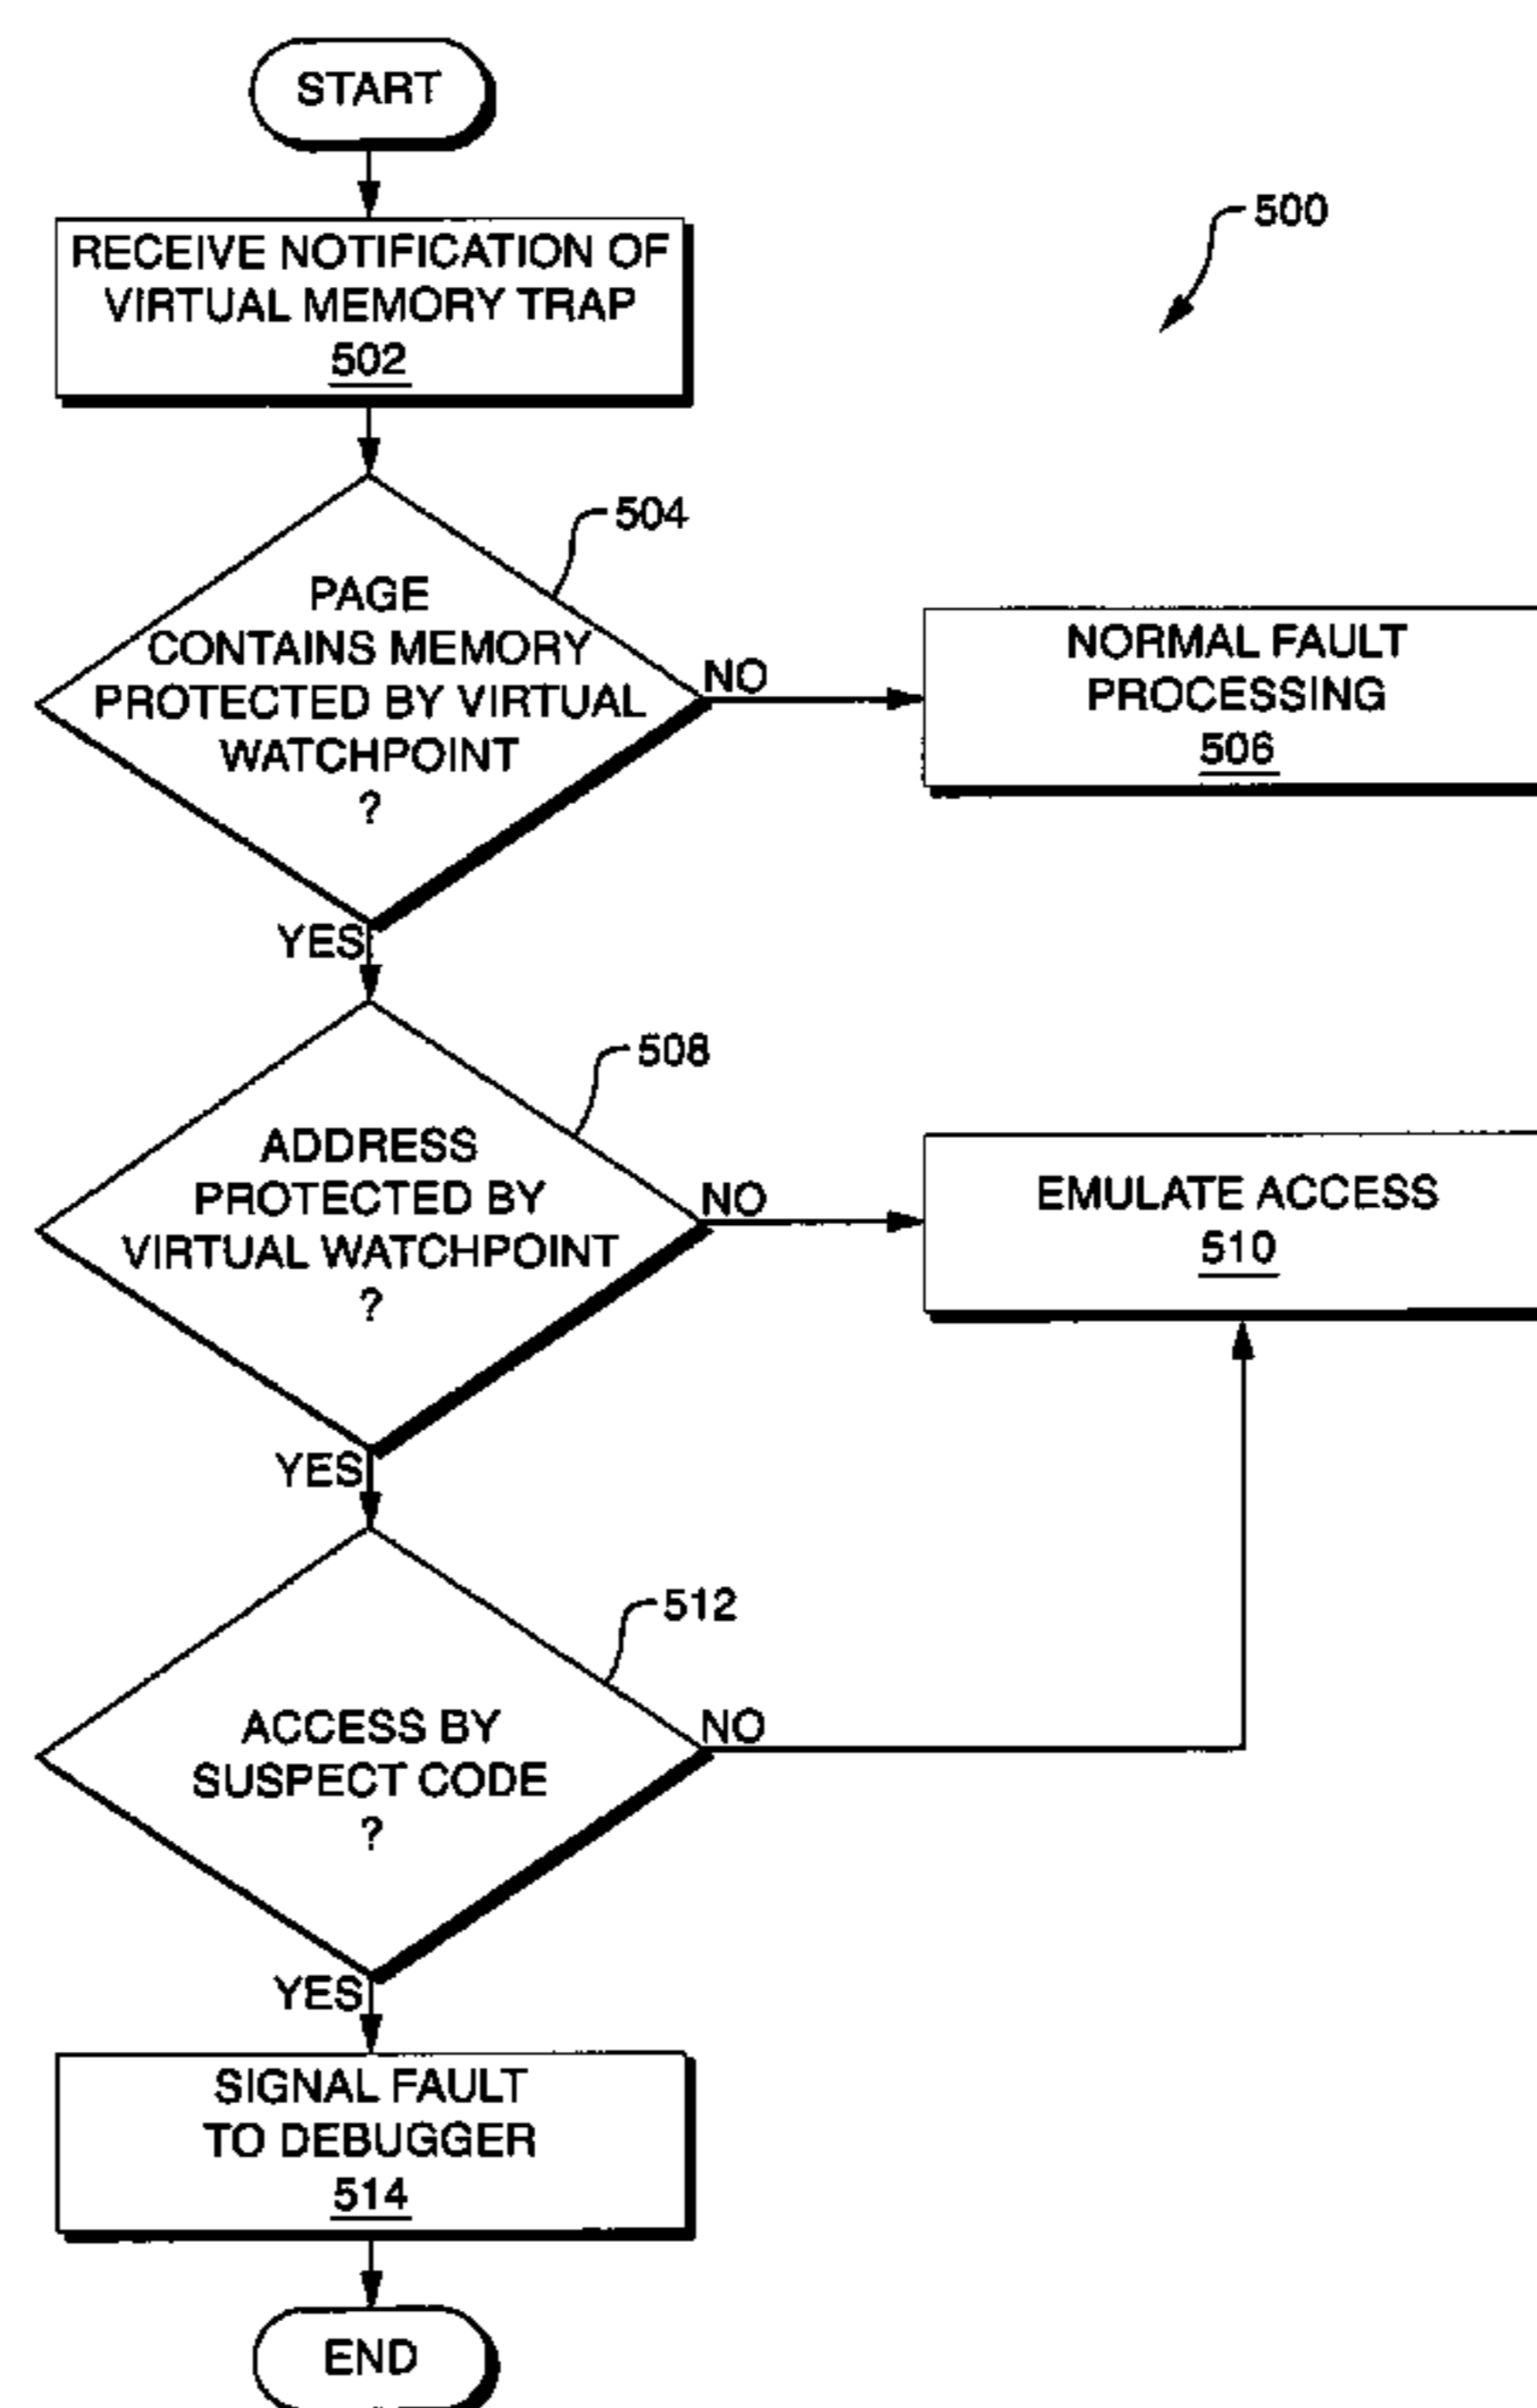 START
500
RECEIVE NOTIFICATION OF
VIRTUAL MEMORY TRAP
502
504
PAGE
CONTAINS MEMORY
PROTECTED BY VIRTUAL
WATCHPOINT
?
NO
NORMAL FAULT
PROCESSING
506
YES
508
ADDRESS
PROTECTED BY
VIRTUAL WATCHPOINT
?
NO
EMULATE ACCESS
510
YES
512
ACCESS BY
SUSPECT CODE
?
NO
YES
SIGNAL FAULT
TO DEBUGGER
514
END